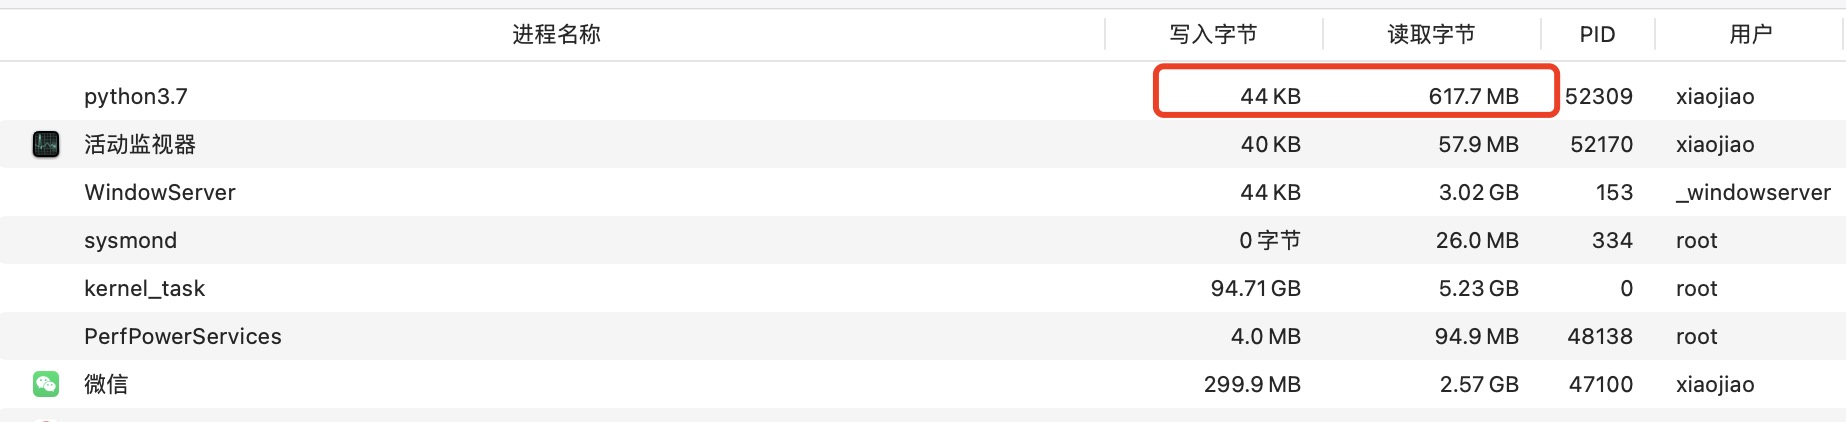 进程名称 写入字节 读取字节 PID 用户
python3.7 44 KB 617.7 MB 52309 xiaojiao
活动监视器 40 KB 57.9 MB 52170 xiaojiao
WindowServer 44 KB 3.02 GB 153 _windowserver
sysmond 0 字节 26.0 MB 334 root
kernel_task 94.71 GB 5.23 GB 0 root
PerfPowerServices 4.0 MB 94.9 MB 48138 root
微信 299.9 MB 2.57 GB 47100 xiaojiao